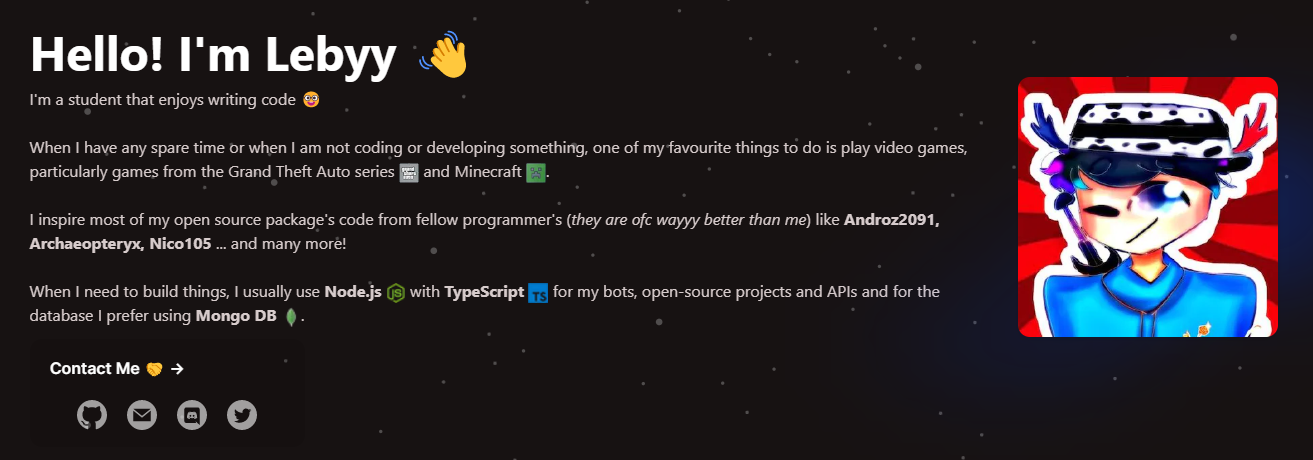 Hello! I'm Lebyy 👋
I'm a student that enjoys writing code 🤓
When I have any spare time or when I am not coding or developing something, one of my favourite things to do is play video games,
particularly games from the Grand Theft Auto series and Minecraft .
I inspire most of my open source package's code from fellow programmer's (they are ofc wayyy better than me) like Androz2091,
Archaeopteryx, Nico105 ... and many more!
When I need to build things, I usually use Node.js with TypeScript TS for my bots, open-source projects and APIs and for the
database I prefer using Mongo DB .
Contact Me 🤝 →